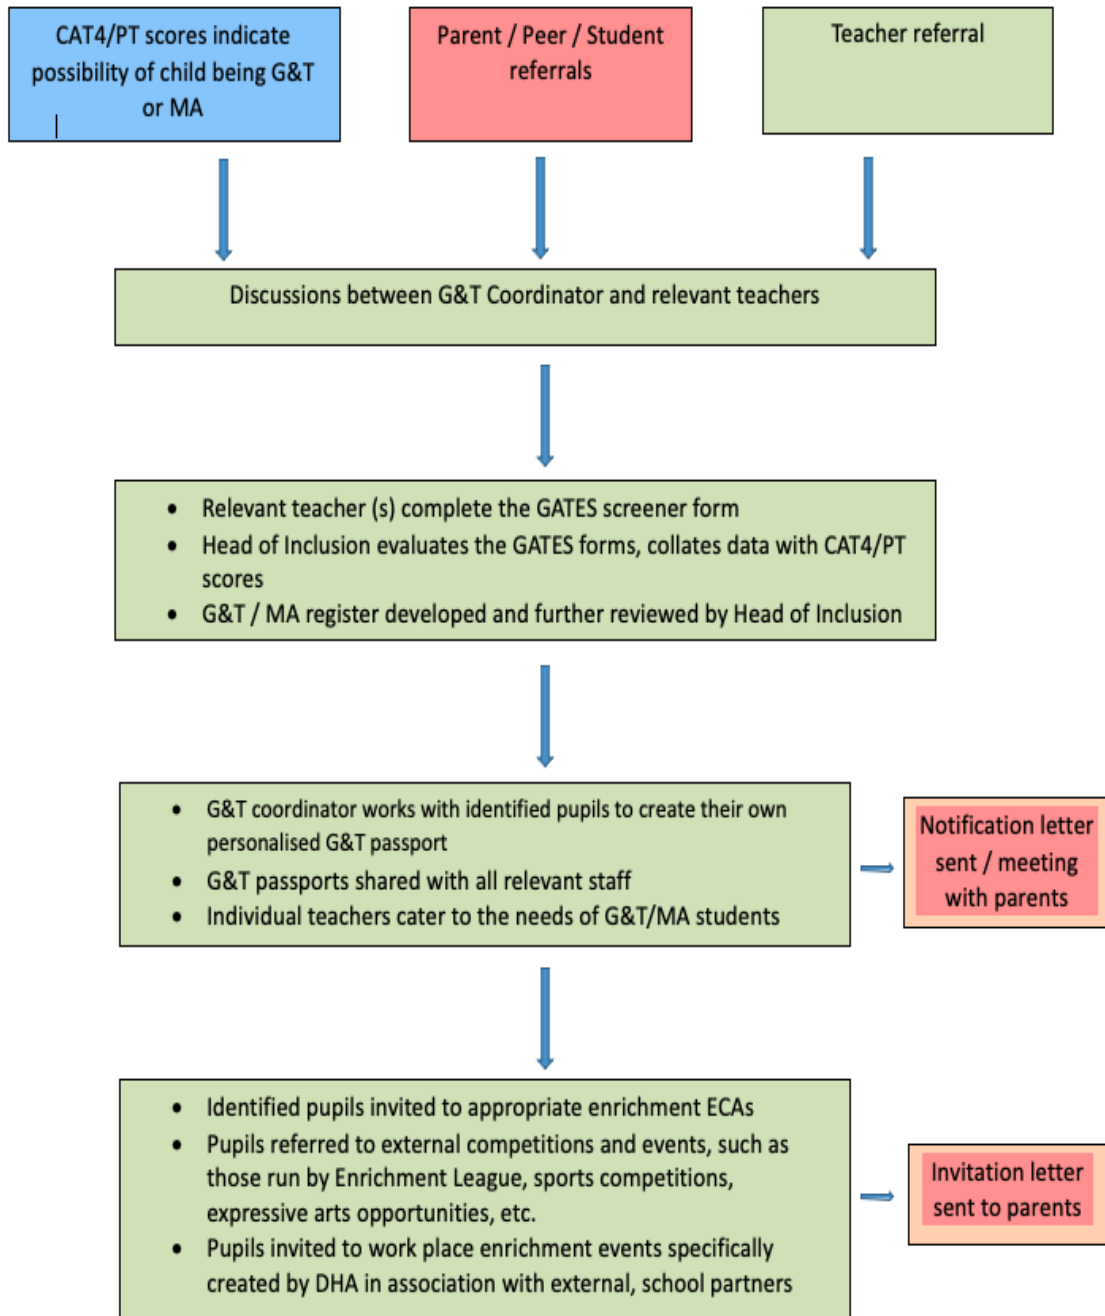 CAT4/PT scores indicate
possibility of child being G&T
or MA
Parent / Peer / Student
referrals
Teacher referral
Discussions between G&T Coordinator and relevant teachers
• Relevant teacher (s) complete the GATES screener form
• Head of Inclusion evaluates the GATES forms, collates data with CAT4/PT
scores
• G&T / MA register developed and further reviewed by Head of Inclusion
• G&T coordinator works with identified pupils to create their own
personalised G&T passport
• G&T passports shared with all relevant staff
• Individual teachers cater to the needs of G&T/MA students
Notification letter
sent / meeting
with parents
• Identified pupils invited to appropriate enrichment ECAs
• Pupils referred to external competitions and events, such as
those run by Enrichment League, sports competitions,
expressive arts opportunities, etc.
• Pupils invited to work place enrichment events specifically
created by DHA in association with external, school partners
Invitation letter
sent to parents